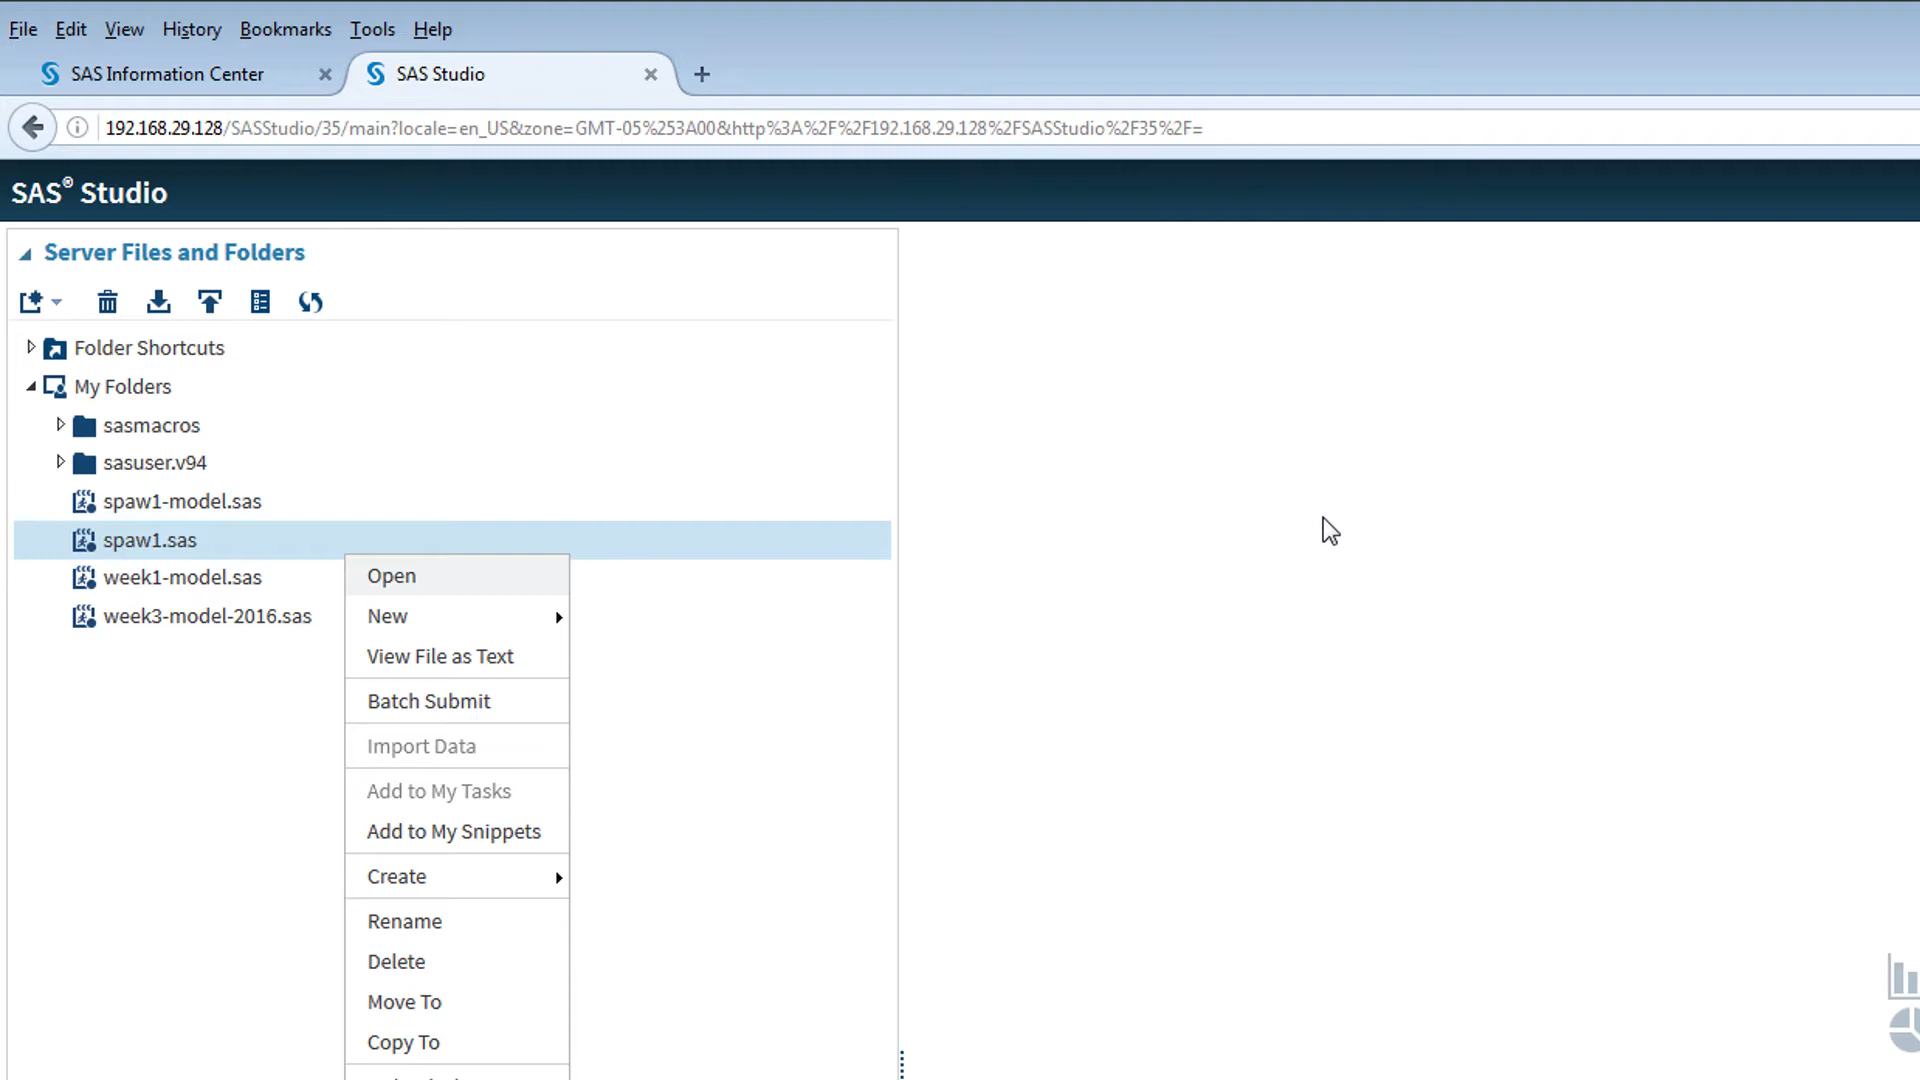 File Edit View History Bookmarks Tools Help
SAS Information Center
SAS Studio
192.168.29.128/SASStudio/35/main?locale=en_US&zone=GMT-05%253A00&http%3A%2F%2F192.168.29.128%2FSASStudio%2F35%2F=
SAS® Studio
Server Files and Folders
Folder Shortcuts
My Folders
sasmacros
sasuser.v94
spaw1-model.sas
spaw1.sas
week1-model.sas
week3-model-2016.sas
Open
New
View File as Text
Batch Submit
Import Data
Add to My Tasks
Add to My Snippets
Create
Rename
Delete
Move To
Copy To